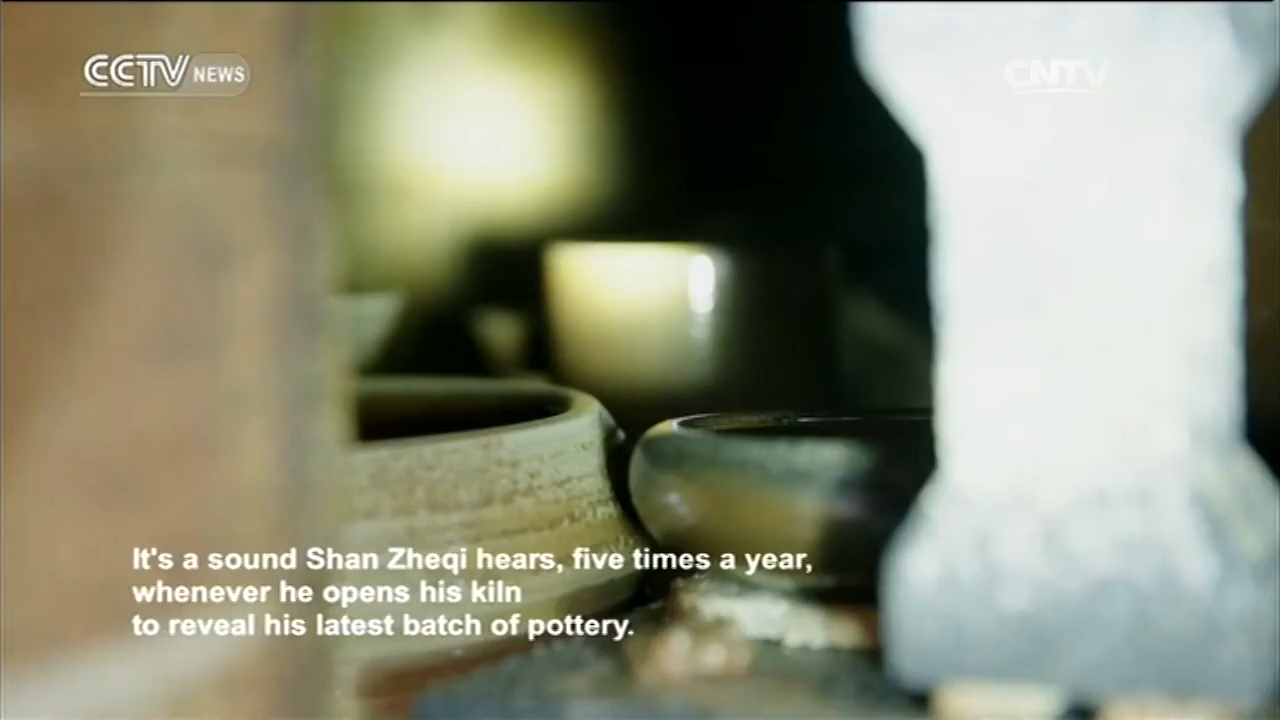 CCTV NEWS
CNTV
It's a sound Shan Zheqi hears, five times a year,
whenever he opens his kiln
to reveal his latest batch of pottery.